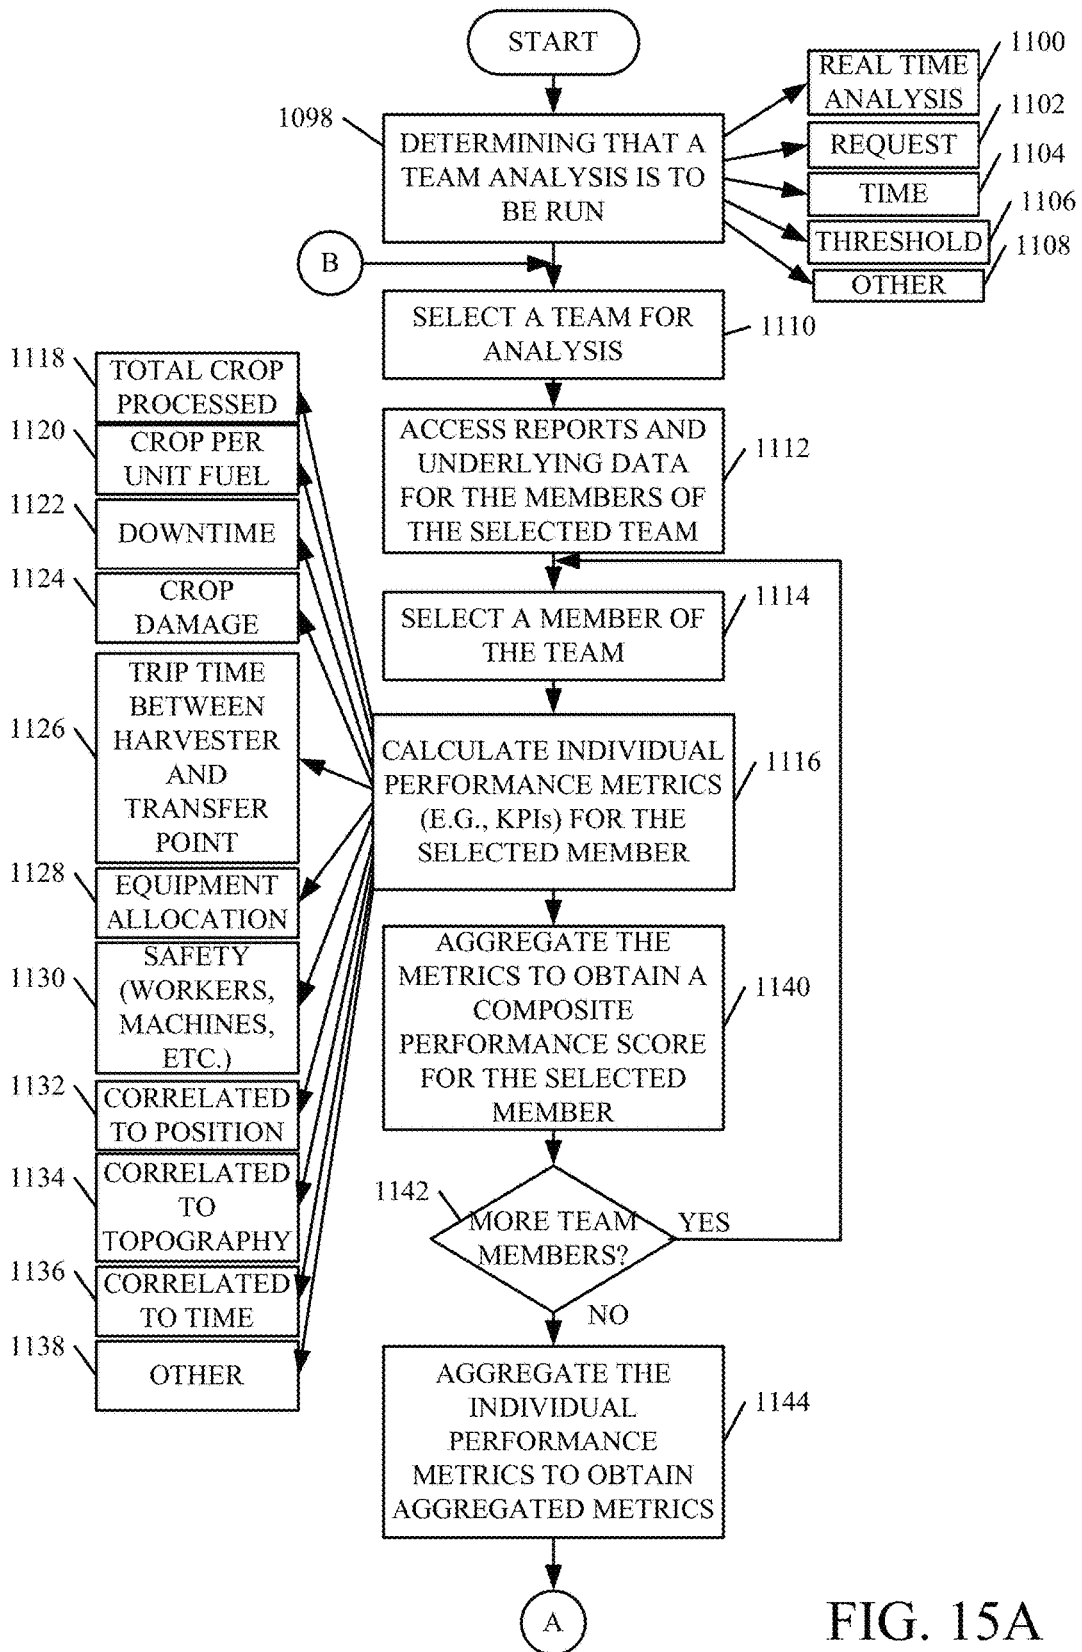 START
1098
DETERMINING THAT A
TEAM ANALYSIS IS TO
BE RUN
REAL TIME
ANALYSIS
1100
REQUEST
1102
TIME
1104
THRESHOLD
1106
OTHER
1108
B
SELECT A TEAM FOR
ANALYSIS
1110
ACCESS REPORTS AND
UNDERLYING DATA
FOR THE MEMBERS OF
THE SELECTED TEAM
1112
SELECT A MEMBER OF
THE TEAM
1114
CALCULATE INDIVIDUAL
PERFORMANCE METRICS
(E.G., KPIs) FOR THE
SELECTED MEMBER
1116
1118
TOTAL CROP
PROCESSED
1120
CROP PER
UNIT FUEL
1122
DOWNTIME
1124
CROP
DAMAGE
1126
TRIP TIME
BETWEEN
HARVESTER
AND
TRANSFER
POINT
1128
EQUIPMENT
ALLOCATION
1130
SAFETY
(WORKERS,
MACHINES,
ETC.)
1132
CORRELATED
TO POSITION
1134
CORRELATED
TO
TOPOGRAPHY
1136
CORRELATED
TO TIME
1138
OTHER
AGGREGATE THE
METRICS TO OBTAIN A
COMPOSITE
PERFORMANCE SCORE
FOR THE SELECTED
MEMBER
1140
1142
MORE TEAM
MEMBERS?
YES
NO
AGGREGATE THE
INDIVIDUAL
PERFORMANCE
METRICS TO OBTAIN
AGGREGATED METRICS
1144
A
FIG. 15A